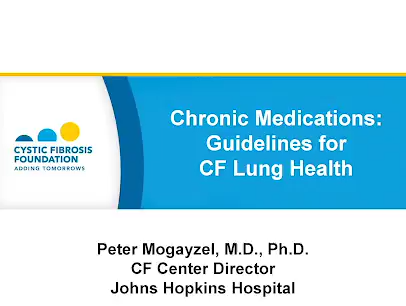 Chronic Medications:
Guidelines for
CF Lung Health
CYSTIC FIBROSIS
FOUNDATION
ADDING TOMORROWS
Peter Mogayzel, M.D., Ph.D.
CF Center Director
Johns Hopkins Hospital